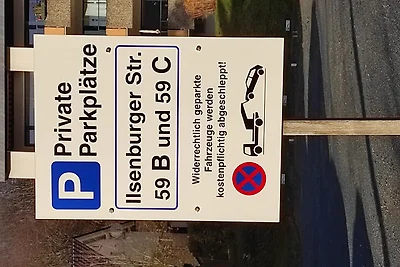 P Private
Parkplätze
Ilsenburger Str.
59 B und 59 C
Widerrechtlich geparkte
Fahrzeuge werden
kostenpflichtig abgeschleppt!